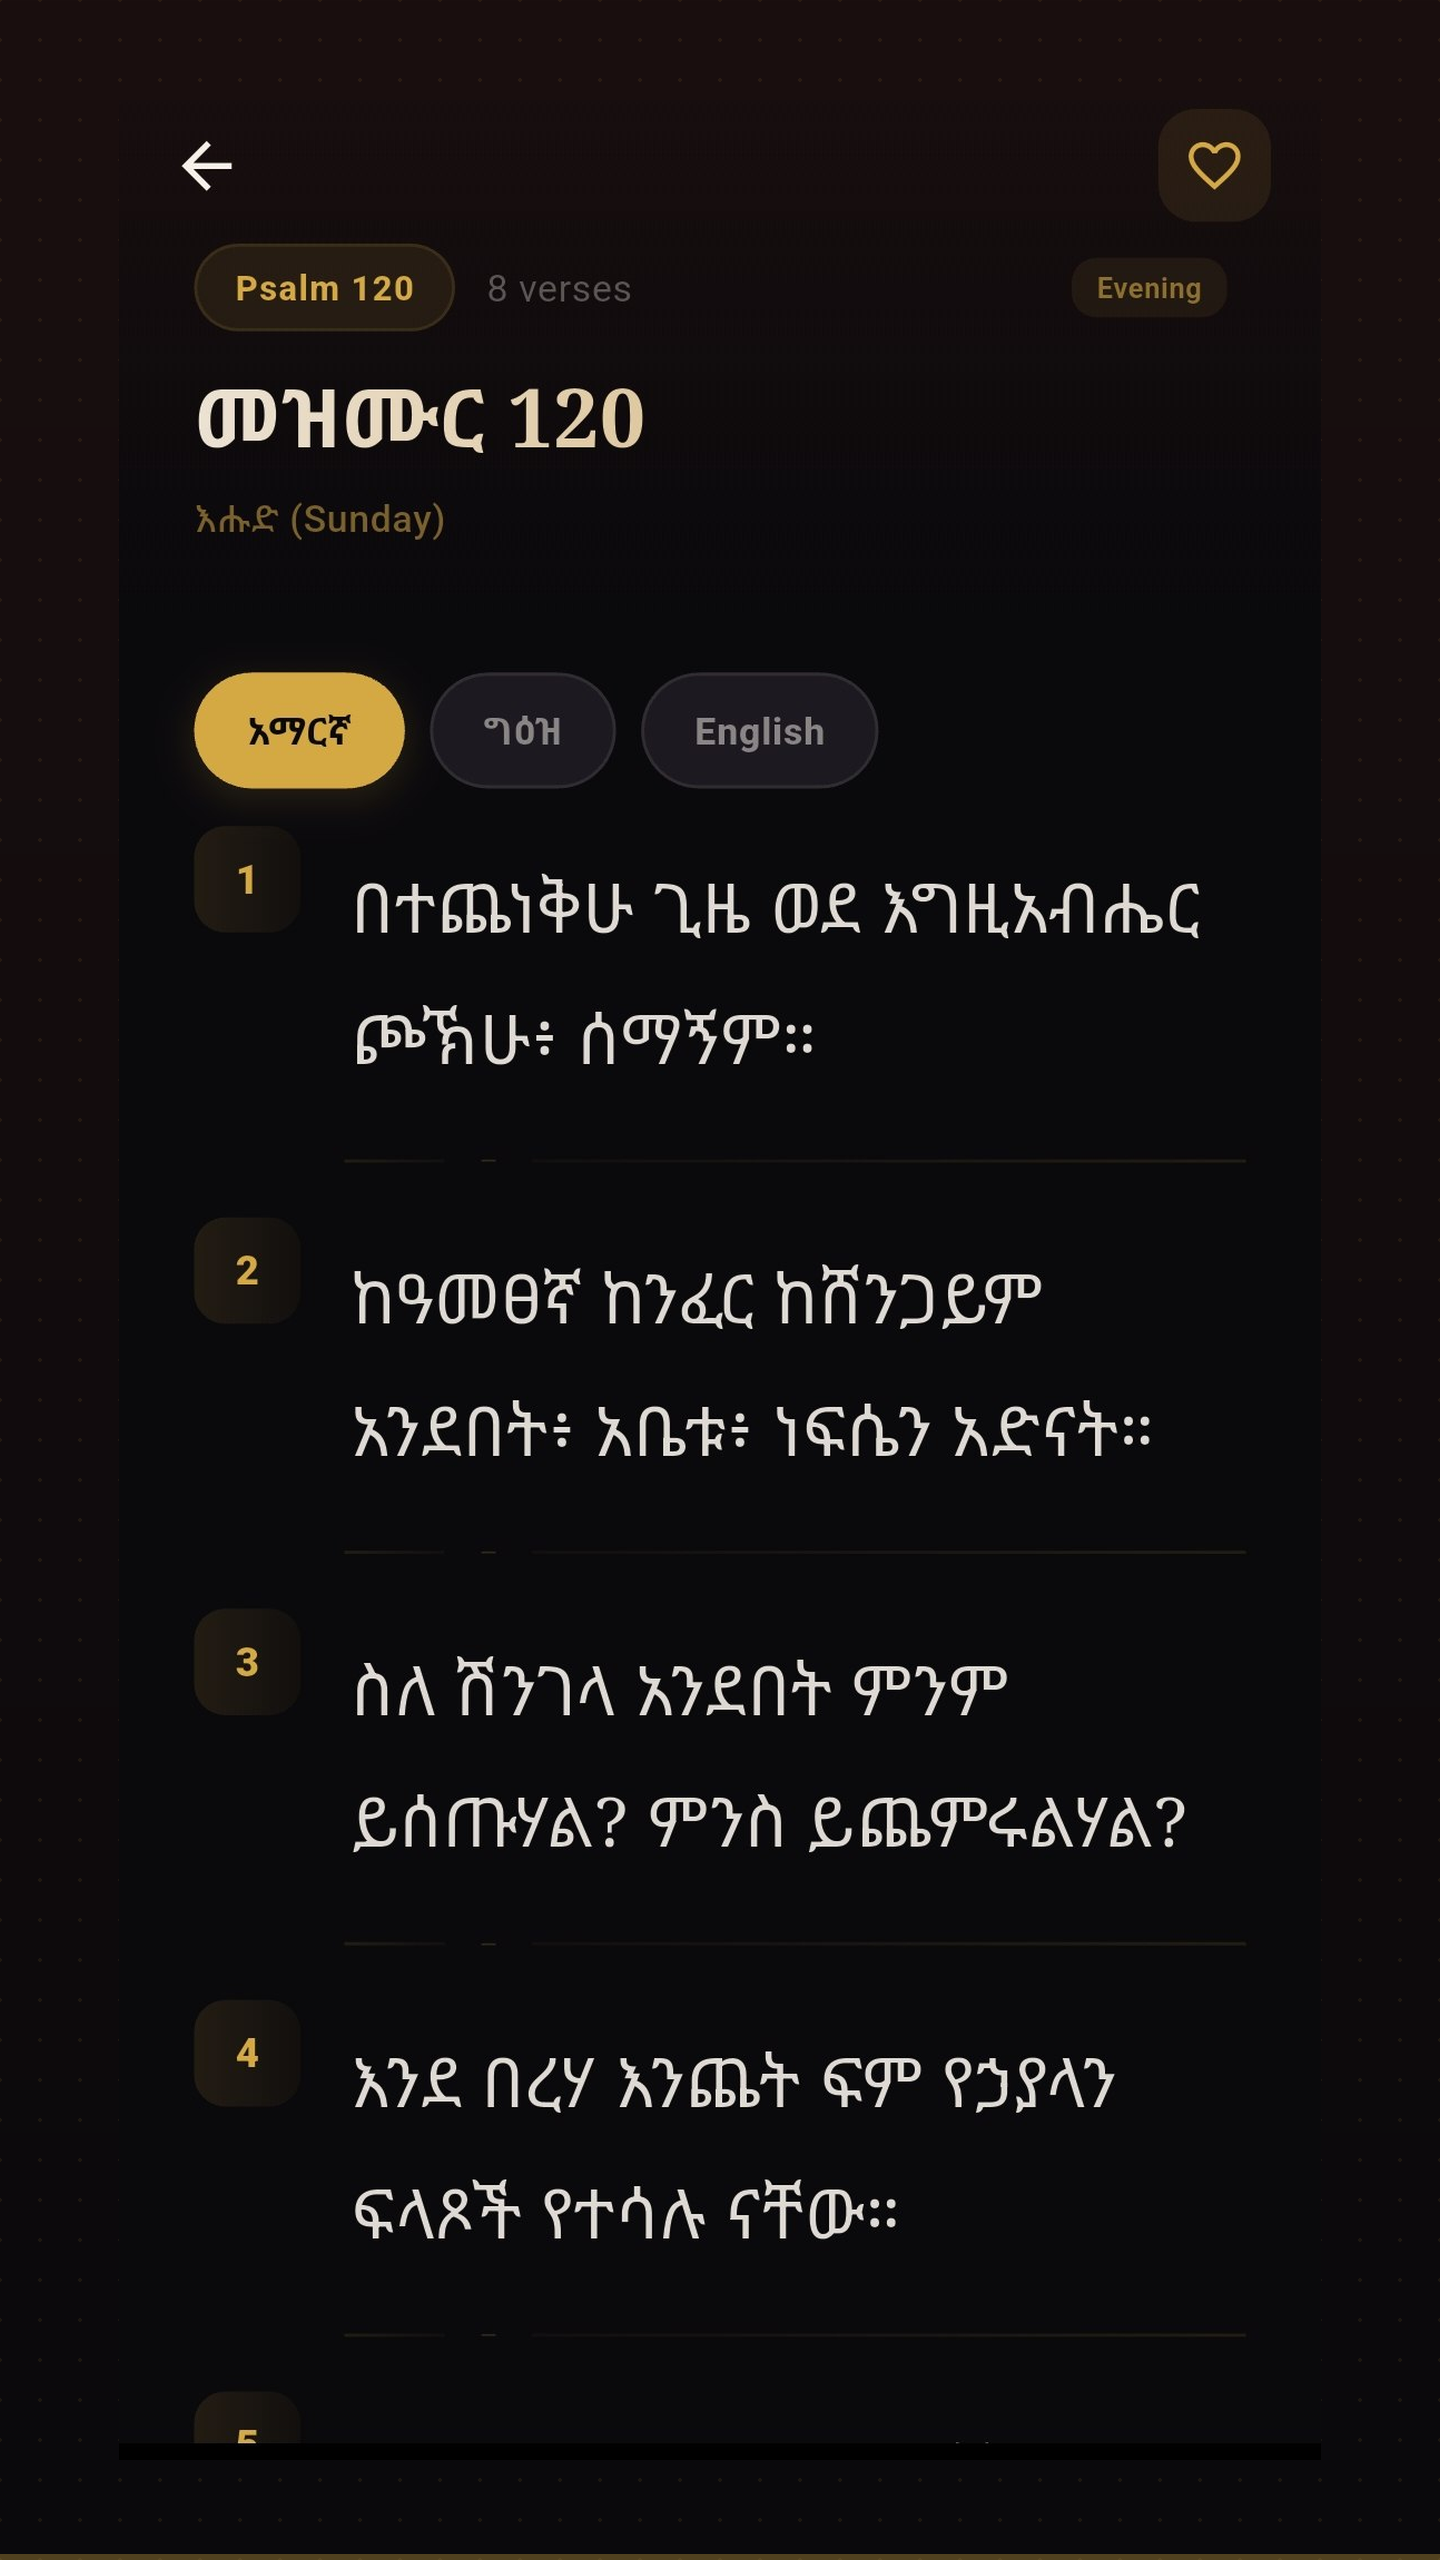 Psalm 120 8 verses Evening
መዝሙር 120
እሑድ (Sunday)
አማርኛ ግዕዝ English
1 በተጨነቅሁ ጊዜ ወደ እግዚአብሔር
ጮኽሁ፥ ሰማኝም።
2 ከዓመፀኛ ከንፈር ከሸንጋይም
አንደበት፥ አቤቱ፥ ነፍሴን አድናት።
3 ስለ ሽንገላ አንደበት ምንም
ይሰጡሃል? ምንስ ይጨምሩልሃል?
4 እንደ በረሃ እንጨት ፍም የኃያላን
ፍላጾች የተሳሉ ናቸው።
5